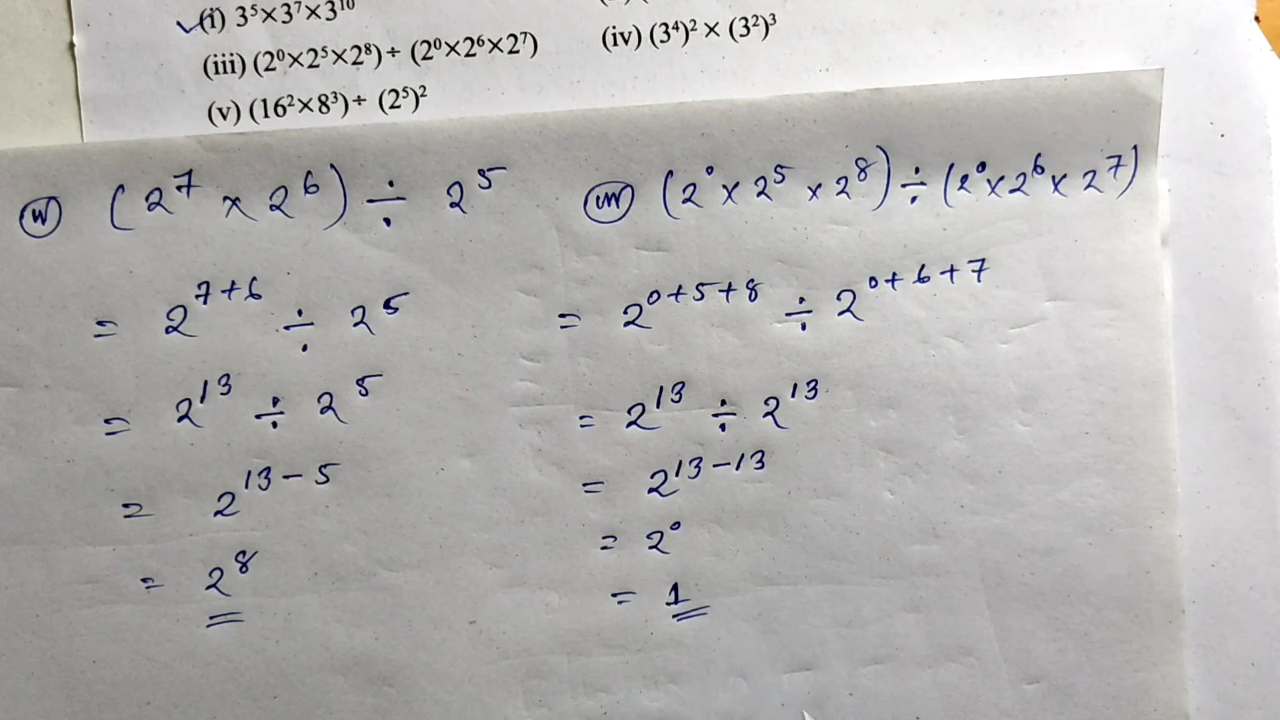 (i) 3⁵×3⁷×3¹⁰
(iii) (2⁰×2⁵×2⁸)÷ (2⁰×2⁶×2⁷) (iv) (3⁴)² × (3²)³
(v) (16²×8³)÷ (2⁵)²
(2⁷ × 2⁶) ÷ 2⁵
= 2⁷⁺⁶ ÷ 2⁵
= 2¹³ ÷ 2⁵
= 2¹³⁻⁵
= 2⁸
(iii) (2⁰ × 2⁵ × 2⁸) ÷ (2⁰ × 2⁶ × 2⁷)
= 2⁰⁺⁵⁺⁸ ÷ 2⁰⁺⁶⁺⁷
= 2¹³ ÷ 2¹³
= 2¹³⁻¹³
= 2⁰
= 1